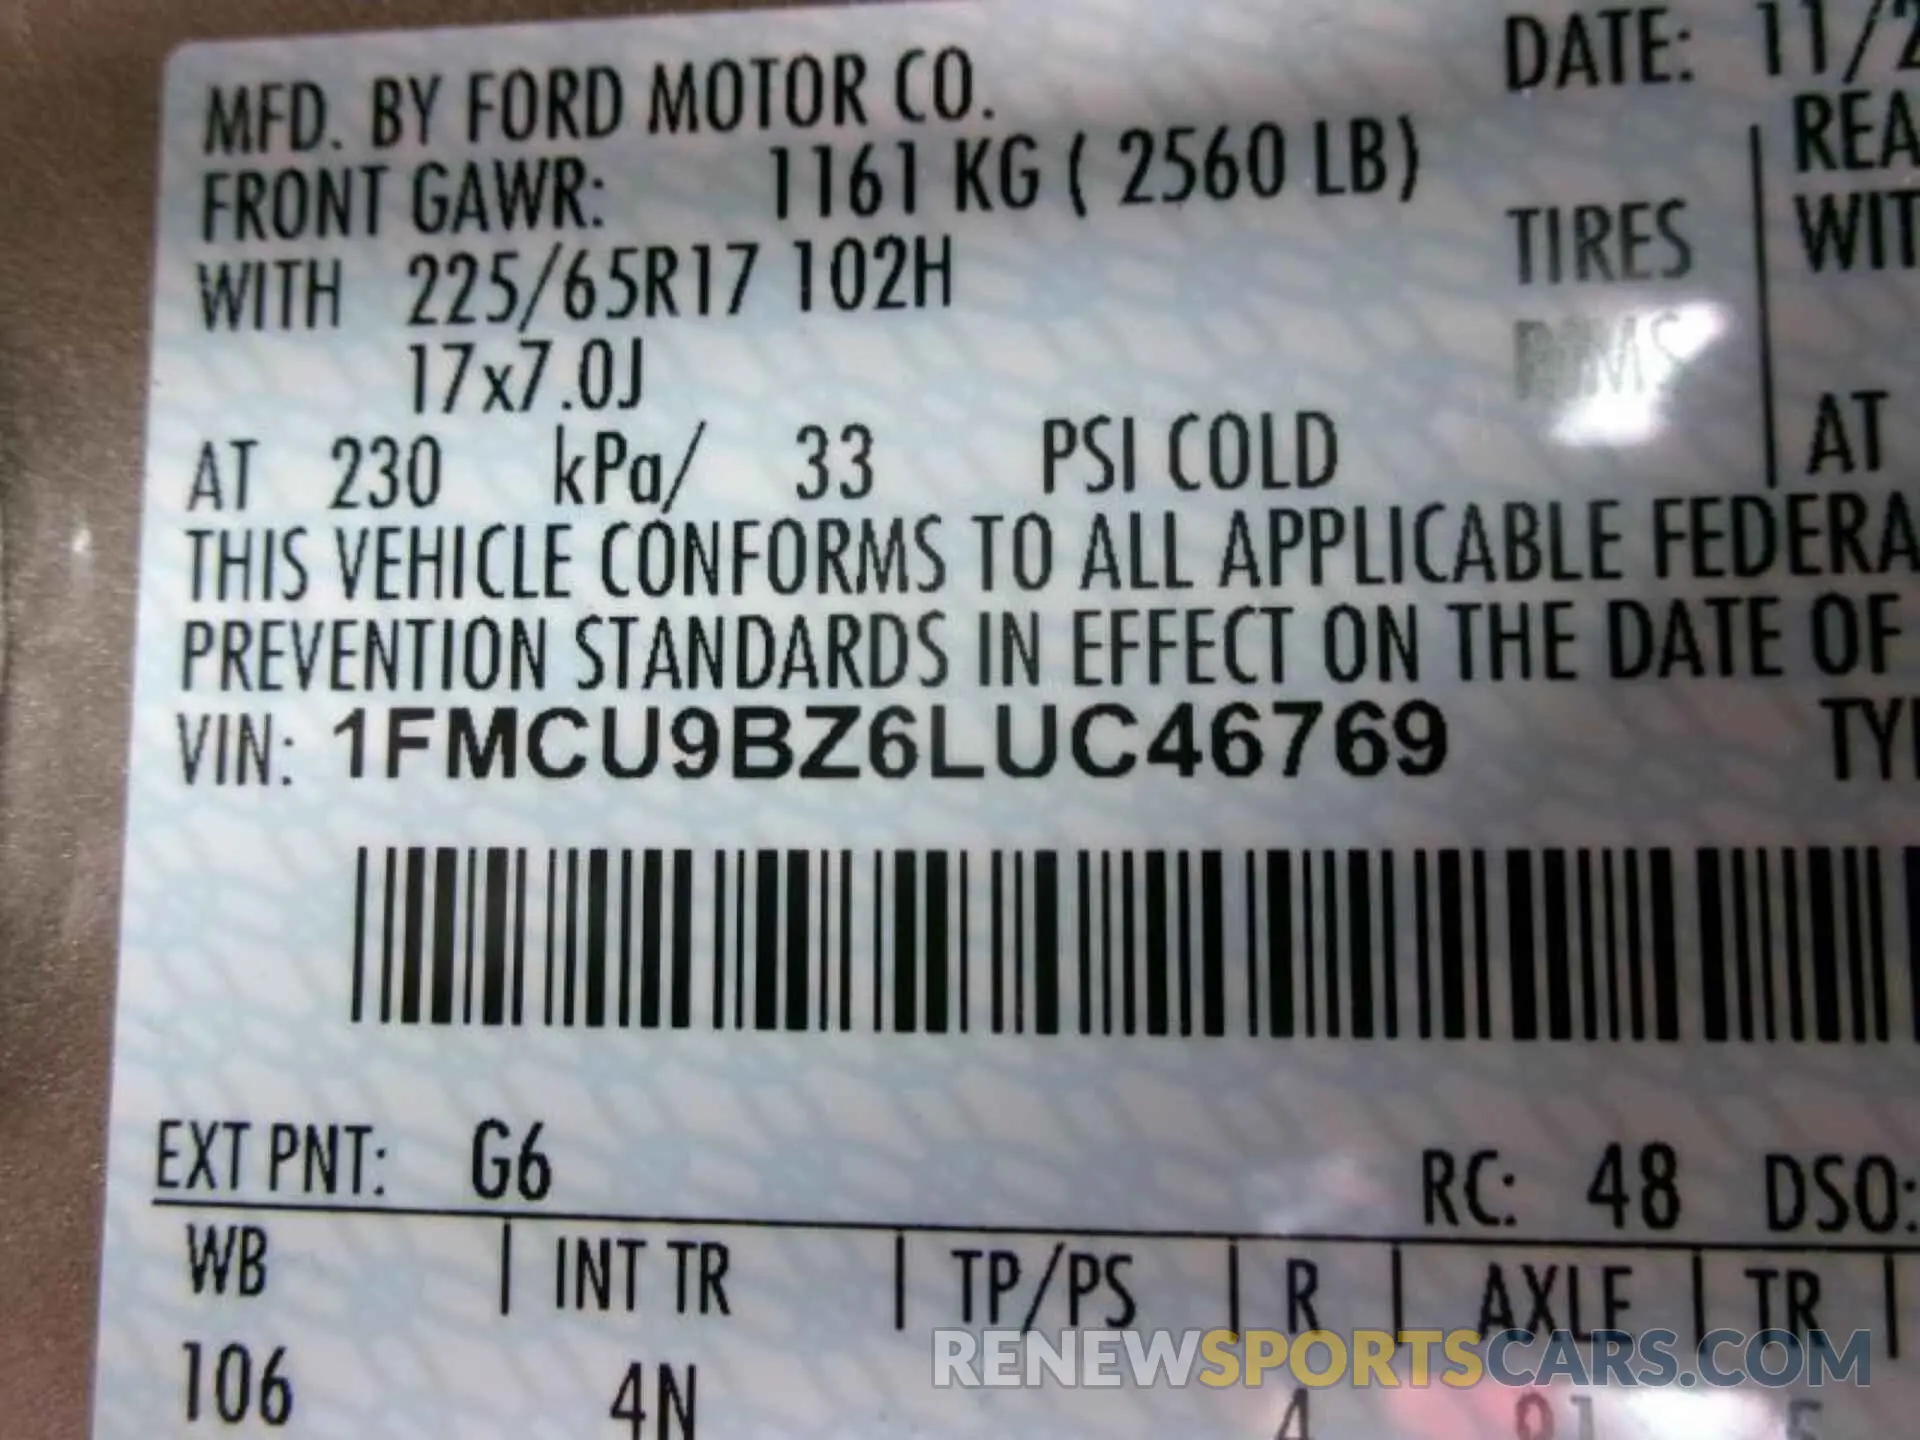 MFD. BY FORD MOTOR CO.
DATE: 11/2
FRONT GAWR: 1161 KG ( 2560 LB)
REA
WITH 225/65R17 102H
TIRES
WIT
17x7.0J
RIMS
AT 230 kPa/ 33 PSI COLD
AT
THIS VEHICLE CONFORMS TO ALL APPLICABLE FEDERA
PREVENTION STANDARDS IN EFFECT ON THE DATE OF
VIN: 1FMCU9BZ6LUC46769
TYP
EXT PNT: G6
RC: 48 DSO:
WB | INT TR | TP/PS | R | AXLE | TR |
106 4N 4
RENEWSPORTSCARS.COM